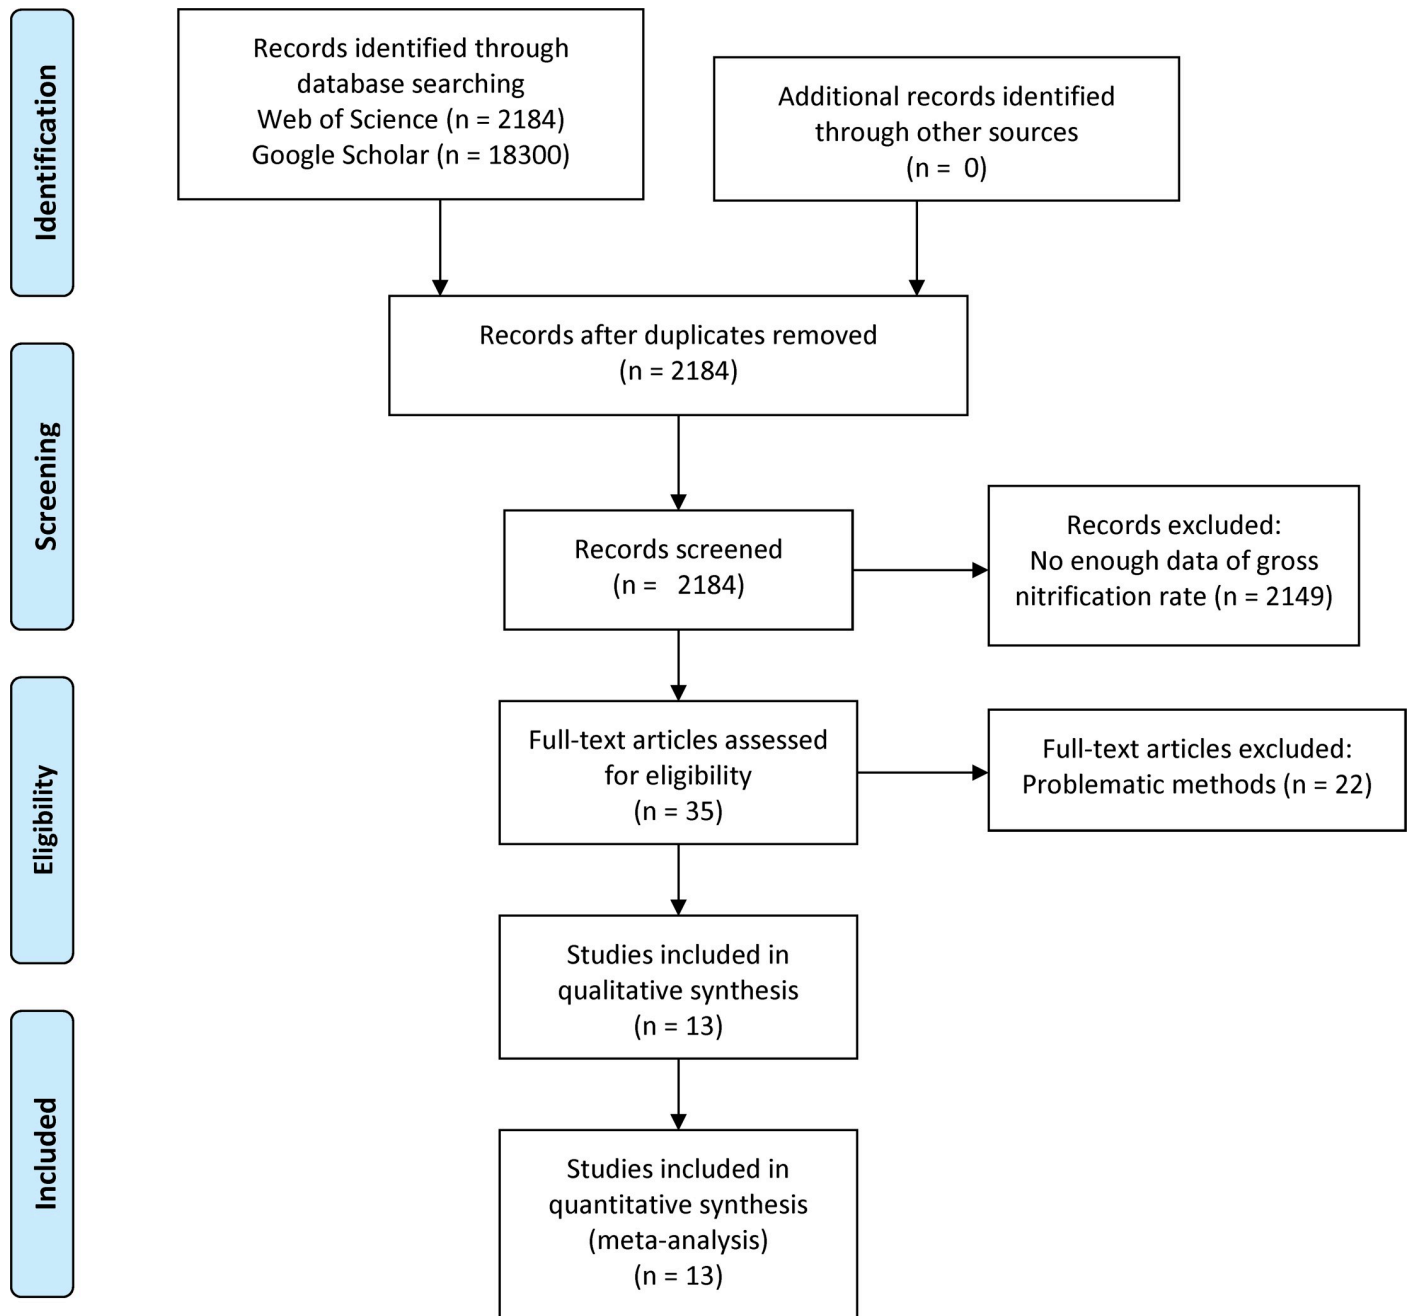 Identification
Records identified through
database searching
Web of Science (n = 2184)
Google Scholar (n = 18300)
Additional records identified
through other sources
(n = 0)
Screening
Records after duplicates removed
(n = 2184)
Records screened
(n = 2184)
Records excluded:
No enough data of gross
nitrification rate (n = 2149)
Eligibility
Full-text articles assessed
for eligibility
(n = 35)
Full-text articles excluded:
Problematic methods (n = 22)
Studies included in
qualitative synthesis
(n = 13)
Included
Studies included in
quantitative synthesis
(meta-analysis)
(n = 13)